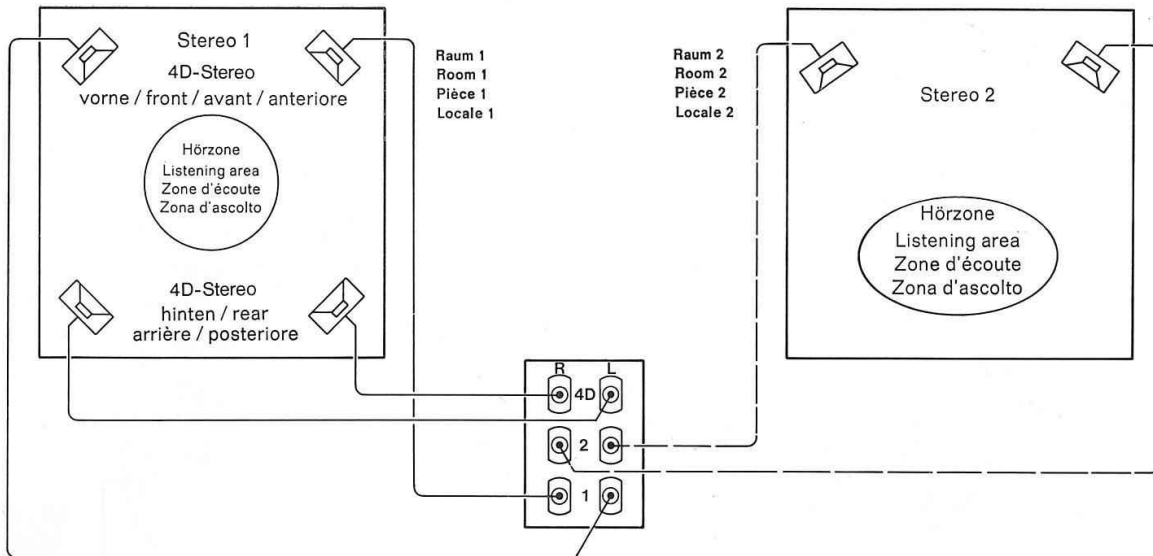 Stereo 1
4D-Stereo
vorne / front / avant / anteriore
Hörzone
Listening area
Zone d'écoute
Zona d'ascolto
4D-Stereo
hinten / rear
arrière / posteriore
Raum 1
Room 1
Pièce 1
Locale 1
Raum 2
Room 2
Pièce 2
Locale 2
Stereo 2
Hörzone
Listening area
Zone d'écoute
Zona d'ascolto
R L
4D
2
1